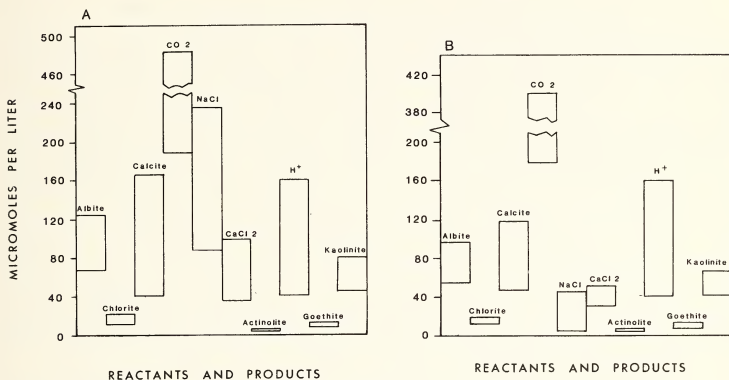 A
MICROMOLES PER LITER
500
460
240
200
160
120
80
40
0
CO 2
NaCl
Calcite
H+
Albite
CaCl 2
Kaolinite
Chlorite
Actinolite
Goethite
REACTANTS AND PRODUCTS
B
420
380
200
160
120
80
40
0
CO 2
H+
Calcite
Albite
Kaolinite
NaCl
CaCl 2
Chlorite
Actinolite
Goethite
REACTANTS AND PRODUCTS